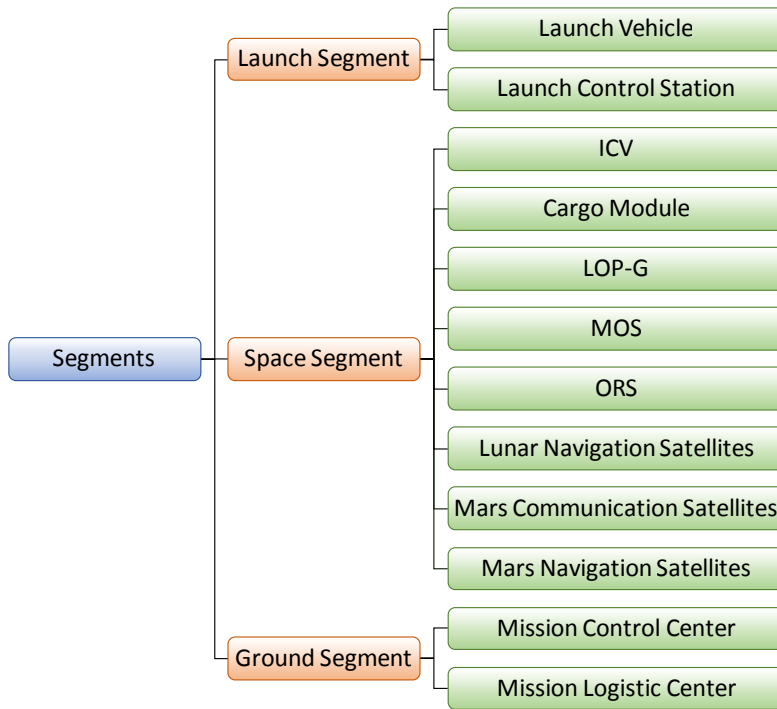 Segments
Launch Segment
Launch Vehicle
Launch Control Station
Space Segment
ICV
Cargo Module
LOP-G
MOS
ORS
Lunar Navigation Satellites
Mars Communication Satellites
Mars Navigation Satellites
Ground Segment
Mission Control Center
Mission Logistic Center